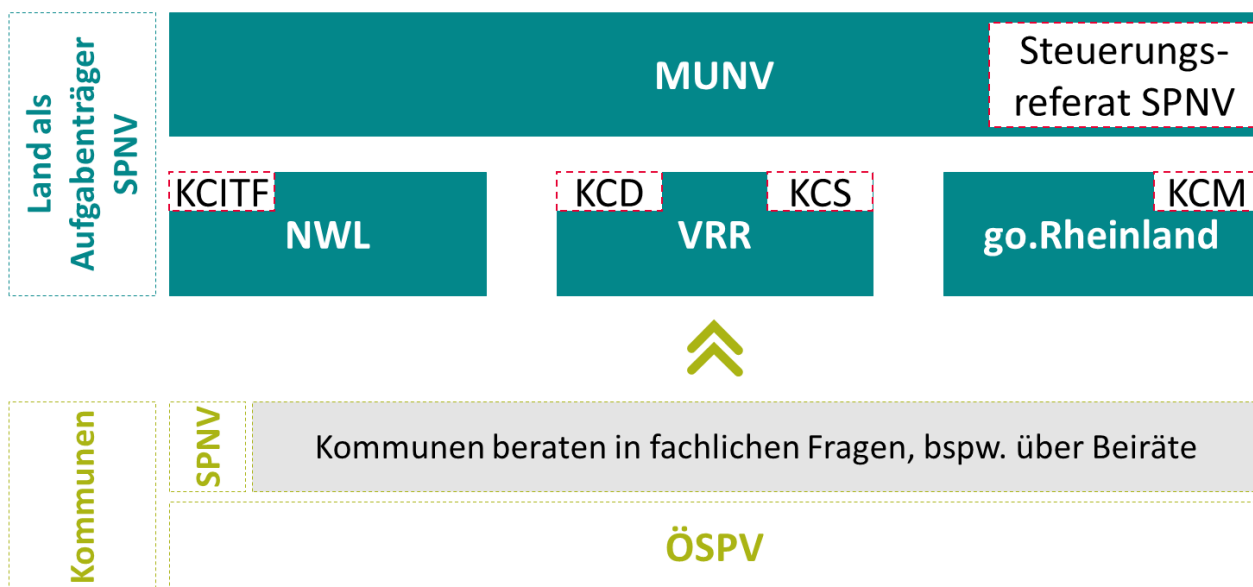 Land als
Aufgabenträger
SPNV
MUNV
Steuerungs-
referat SPNV
KCITF
NWL
KCD
KCS
VRR
KCM
go.Rheinland
Kommunen
SPNV
Kommunen beraten in fachlichen Fragen, bspw. über Beiräte
ÖSPV